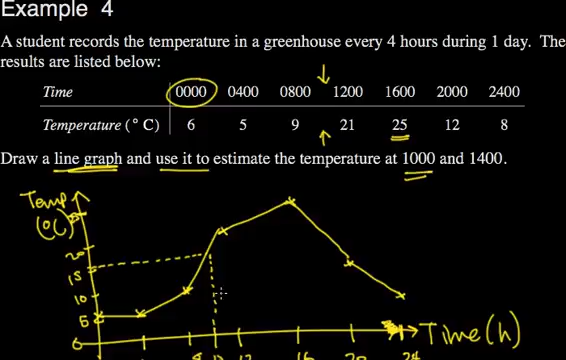 Example 4
A student records the temperature in a greenhouse every 4 hours during 1 day. The
results are listed below:
Time 0000 0400 0800 1200 1600 2000 2400
Temperature (° C) 6 5 9 21 25 12 8
Draw a line graph and use it to estimate the temperature at 1000 and 1400.
Temp
(°C)
20
15
10
5
0
Time (h)
8 10 12 16 20 24